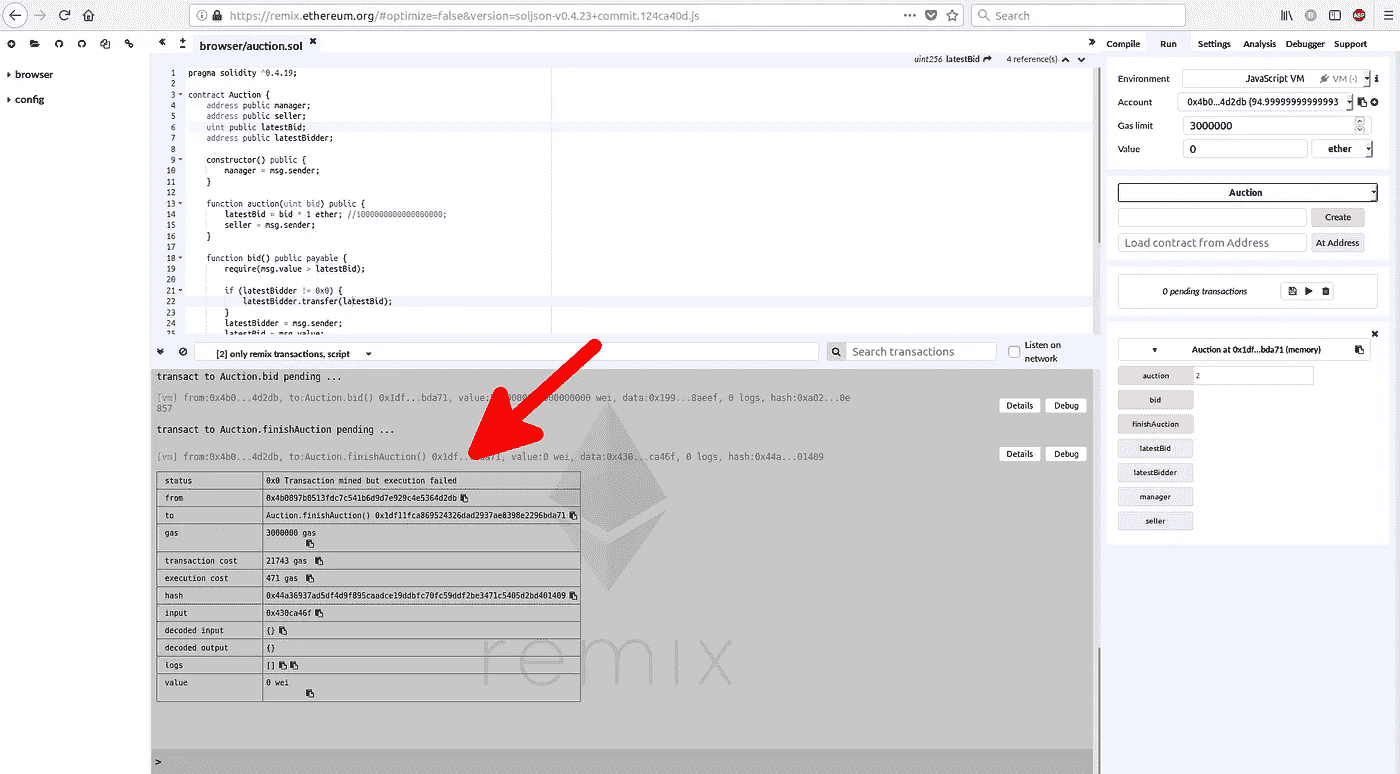 https://remix.ethereum.org/#optimize=false&version=soljson-v0.4.23+commit.124ca40d.js
Search
browser/auction.sol
Compile Run Settings Analysis Debugger Support
browser
config
uint256 latestBid 4 reference(s)
1 pragma solidity ^0.4.19;
2
3 contract Auction {
4 address public manager;
5 address public seller;
6 uint public latestBid;
7 address public latestBidder;
8
9 constructor() public {
10 manager = msg.sender;
11 }
12
13 function auction(uint bid) public {
14 latestBid = bid * 1 ether; //1000000000000000000;
15 seller = msg.sender;
16 }
17
18 function bid() public payable {
19 require(msg.value > latestBid);
20
21 if (latestBidder != 0x0) {
22 latestBidder.transfer(latestBid);
23 }
24 latestBidder = msg.sender;
25 latestBid = msg.value;
Environment JavaScript VM VM (-)
Account 0x4b0...4d2db (94.99999999999993
Gas limit 3000000
Value 0 ether
Auction
Create
Load contract from Address At Address
0 pending transactions
Auction at 0x1df...bda71 (memory)
auction 2
bid
finishAuction
latestBid
latestBidder
manager
seller
[2] only remix transactions, script
Search transactions
Listen on
network
transact to Auction.bid pending ...
[vm] from:0x4b0...4d2db, to:Auction.bid() 0x1df...bda71, wei, data:0x199...8aeef, 0 logs, hash:0xa02...0e
857
Details Debug
transact to Auction.finishAuction pending ...
[vm] from:0x4b0...4d2db, to:Auction.finishAuction() value:0 wei, data:0x430...ca46f, 0 logs, hash:0x44a...01409
Details Debug
status 0x0 Transaction mined but execution failed
from 0x4b0897b0513fdc7c541b6d9d7e929c4e5364d2db
to Auction.finishAuction() 0x1df11fca869524326dad2937ae8398e2296bda71
gas 3000000 gas
transaction cost 21743 gas
execution cost 471 gas
hash 0x44a36937ad5df4d9f895caadce19ddbfc70fc59ddf2be3471c5405d2bd401409
input 0x430ca46f
decoded input {}
decoded output {}
logs []
value 0 wei
remix
>